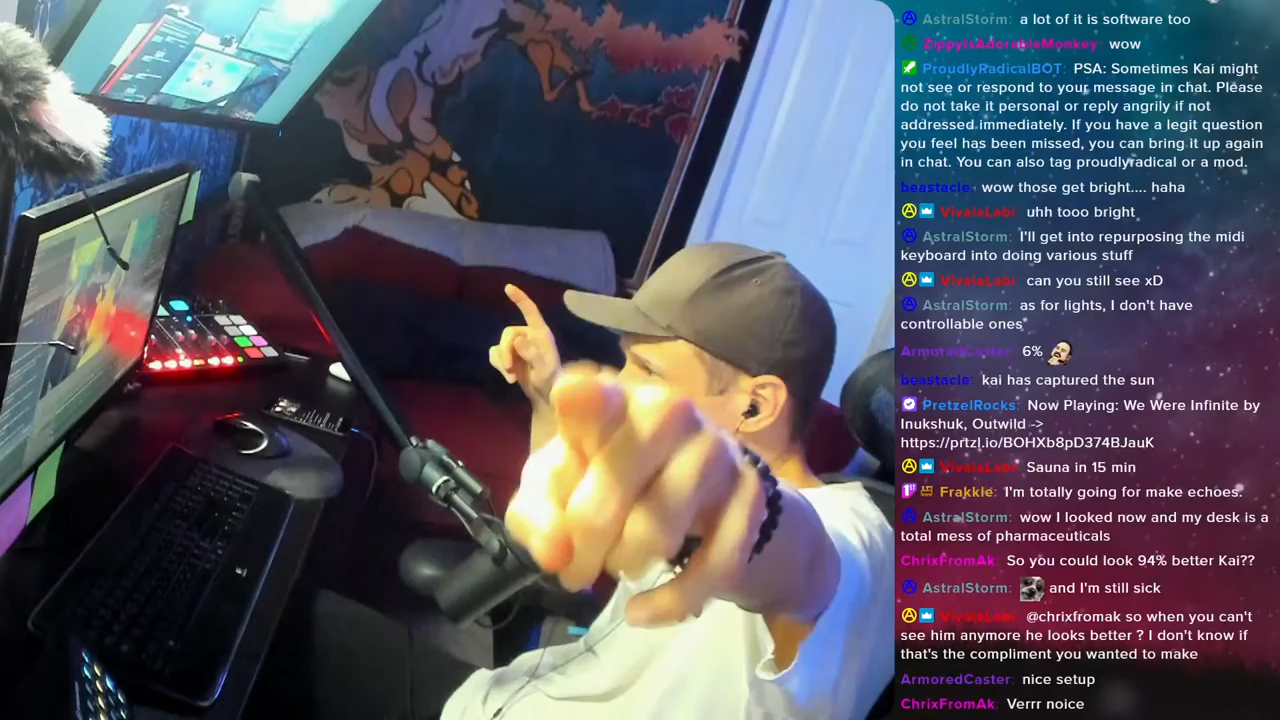 AstralStorm: a lot of it is software too
ZippyIsAdorableMonkey: wow
ProudlyRadicalBOT: PSA: Sometimes Kai might
not see or respond to your message in chat. Please
do not take it personal or reply angrily if not
addressed immediately. If you have a legit question
you feel has been missed, you can bring it up again
in chat. You can also tag proudlyradical or a mod.
beastacle: wow those get bright.... haha
VivalaLabi: uhh tooo bright
AstralStorm: I'll get into repurposing the midi
keyboard into doing various stuff
VivalaLabi: can you still see xD
AstralStorm: as for lights, I don't have
controllable ones
ArmoredCaster: 6%
beastacle: kai has captured the sun
PretzelRocks: Now Playing: We Were Infinite by
Inukshuk, Outwild ->
https://prtzl.io/BOHXb8pD374BJauK
VivalaLabi: Sauna in 15 min
Frakkle: I'm totally going for make echoes.
AstralStorm: wow I looked now and my desk is a
total mess of pharmaceuticals
ChrixFromAk: So you could look 94% better Kai??
AstralStorm: and I'm still sick
VivalaLabi: @chrixfromak so when you can't
see him anymore he looks better ? I don't know if
that's the compliment you wanted to make
ArmoredCaster: nice setup
ChrixFromAk: Verrr noice